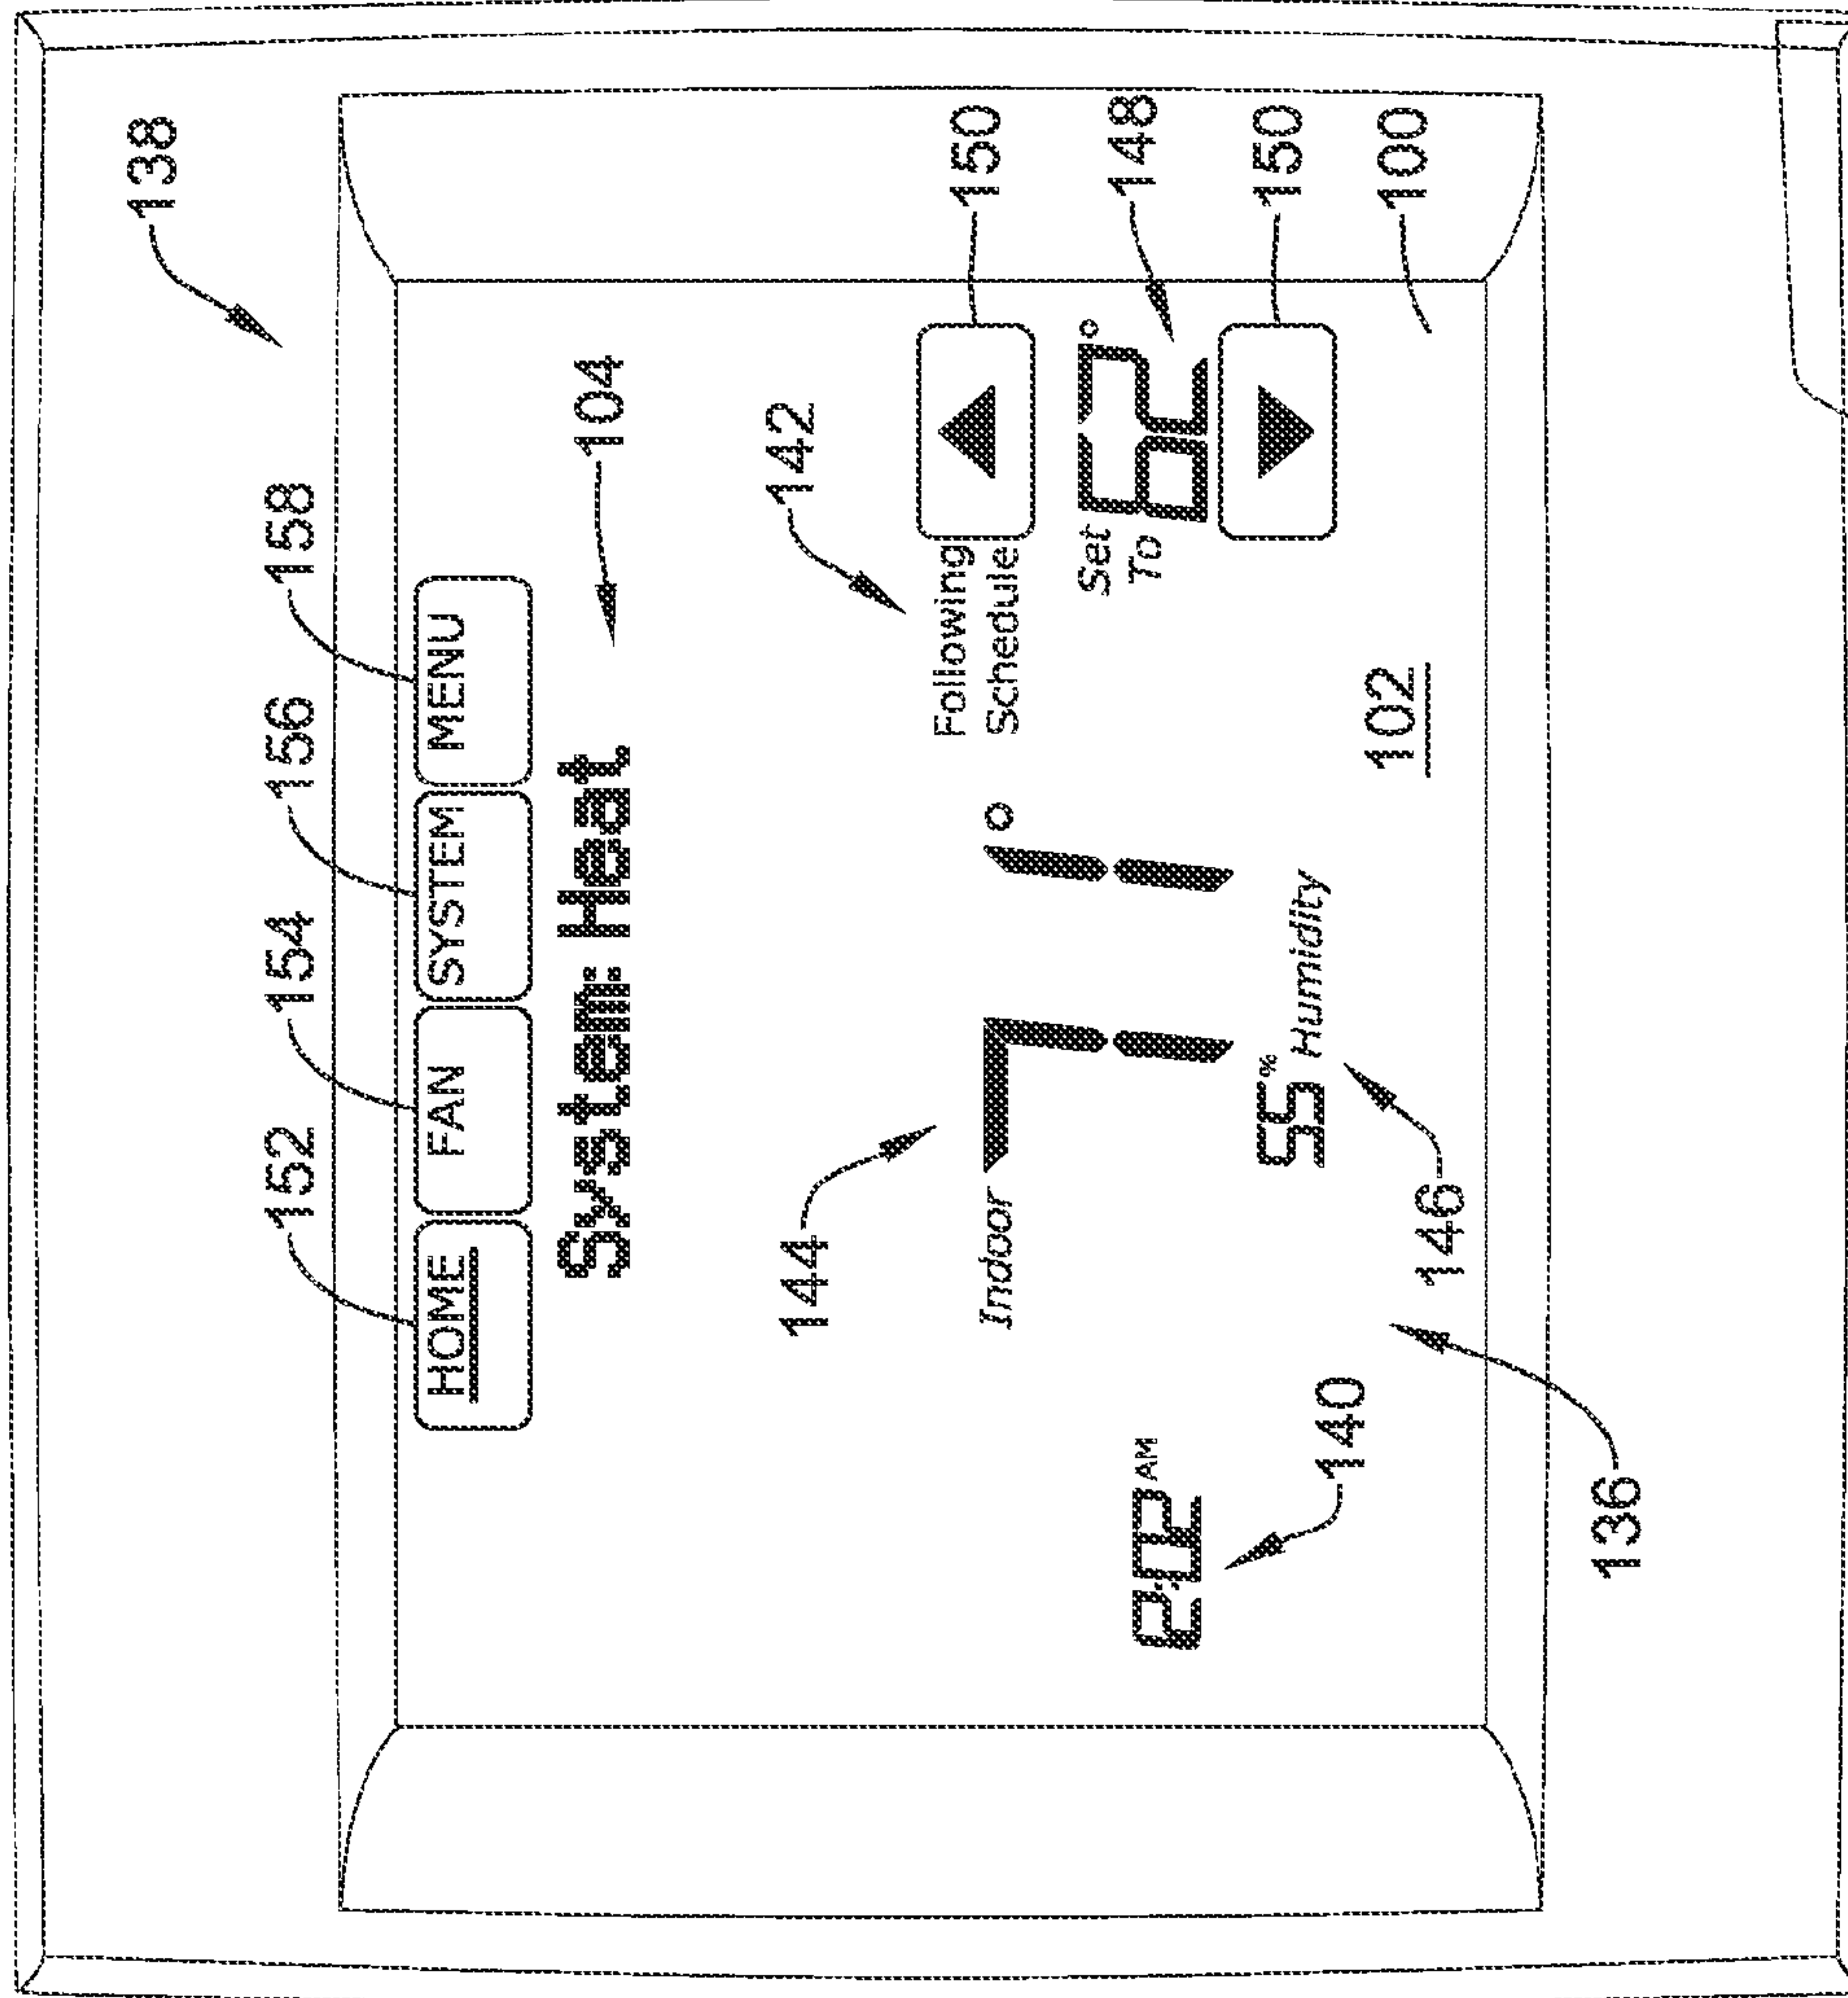 138
152 154 156 158
HOME FAN SYSTEM MENU
System: Heat 104
144 142
Following
Schedule
150
Indoor 71°
Set
To
62°
148
2:02 AM
55% Humidity
150
140
102
100
146
136